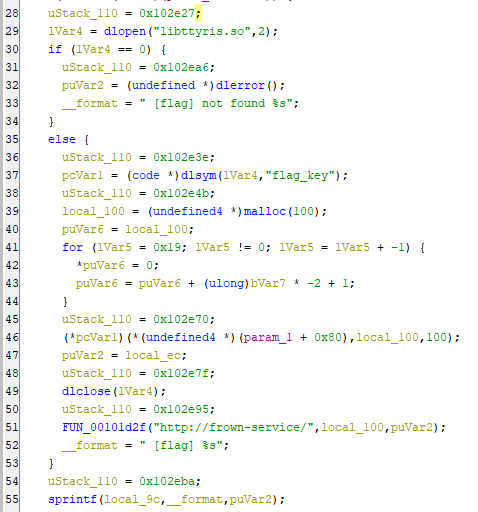 28 uStack_110 = 0x102e27;
29 lVar4 = dlopen("libttyris.so",2);
30 if (lVar4 == 0) {
31 uStack_110 = 0x102ea6;
32 puVar2 = (undefined *)dlerror();
33 __format = " [flag] not found %s";
34 }
35 else {
36 uStack_110 = 0x102e3e;
37 pcVar1 = (code *)dlsym(lVar4,"flag_key");
38 uStack_110 = 0x102e4b;
39 local_100 = (undefined4 *)malloc(100);
40 puVar6 = local_100;
41 for (lVar5 = 0x19; lVar5 != 0; lVar5 = lVar5 + -1) {
42 *puVar6 = 0;
43 puVar6 = puVar6 + (ulong)bVar7 * -2 + 1;
44 }
45 uStack_110 = 0x102e70;
46 (*pcVar1)(*(undefined4 *)(param_1 + 0x80),local_100,100);
47 puVar2 = local_ec;
48 uStack_110 = 0x102e7f;
49 dlclose(lVar4);
50 uStack_110 = 0x102e95;
51 FUN_00101d2f("http://frown-service/",local_100,puVar2);
52 __format = " [flag] %s";
53 }
54 uStack_110 = 0x102eba;
55 sprintf(local_9c,__format,puVar2);